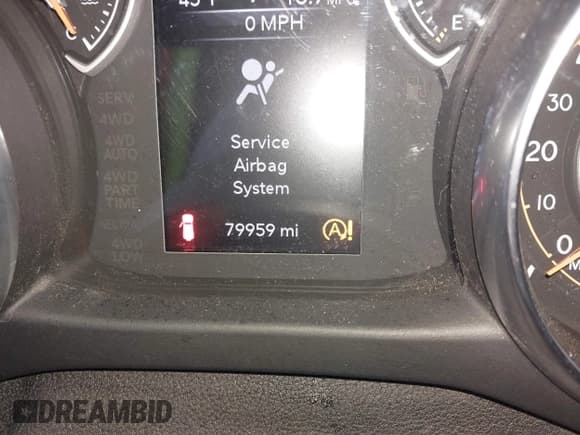 0 MPH
C
E
SERV
4WD
4WD
AUTO
4WD
PART
TIME
4WD
LOW
Service
Airbag
System
79959 mi
A!
30
20
10
0
DREAMBID